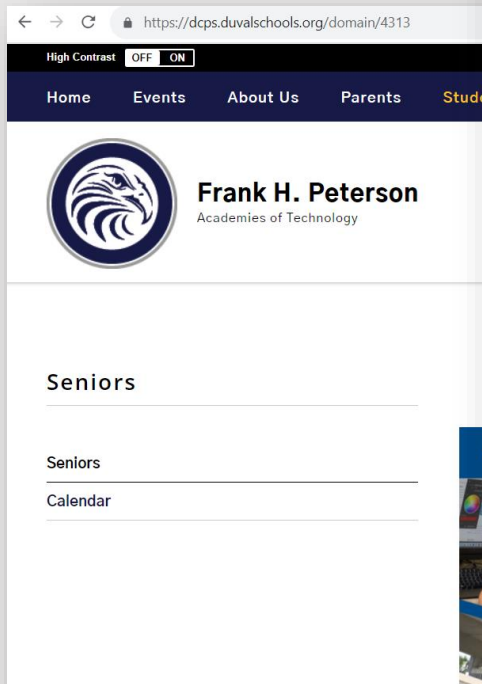 https://dcps.duvalschools.org/domain/4313
High Contrast OFF ON
Home Events About Us Parents Stud
Frank H. Peterson
Academies of Technology
Seniors
Seniors
Calendar